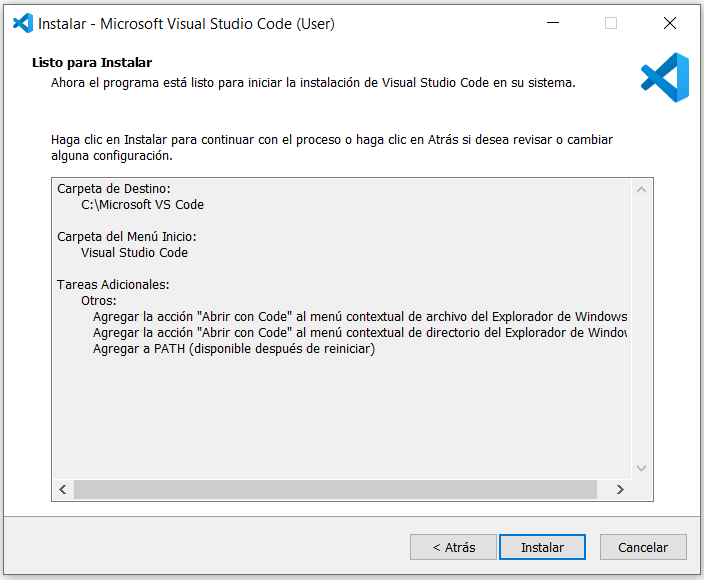 Instalar - Microsoft Visual Studio Code (User)
Listo para Instalar
Ahora el programa está listo para iniciar la instalación de Visual Studio Code en su sistema.
Haga clic en Instalar para continuar con el proceso o haga clic en Atrás si desea revisar o cambiar
alguna configuración.
Carpeta de Destino:
C:\Microsoft VS Code
Carpeta del Menú Inicio:
Visual Studio Code
Tareas Adicionales:
Otros:
Agregar la acción "Abrir con Code" al menú contextual de archivo del Explorador de Windows
Agregar la acción "Abrir con Code" al menú contextual de directorio del Explorador de
Agregar a PATH (disponible después de reiniciar)
< Atrás
Instalar
Cancelar